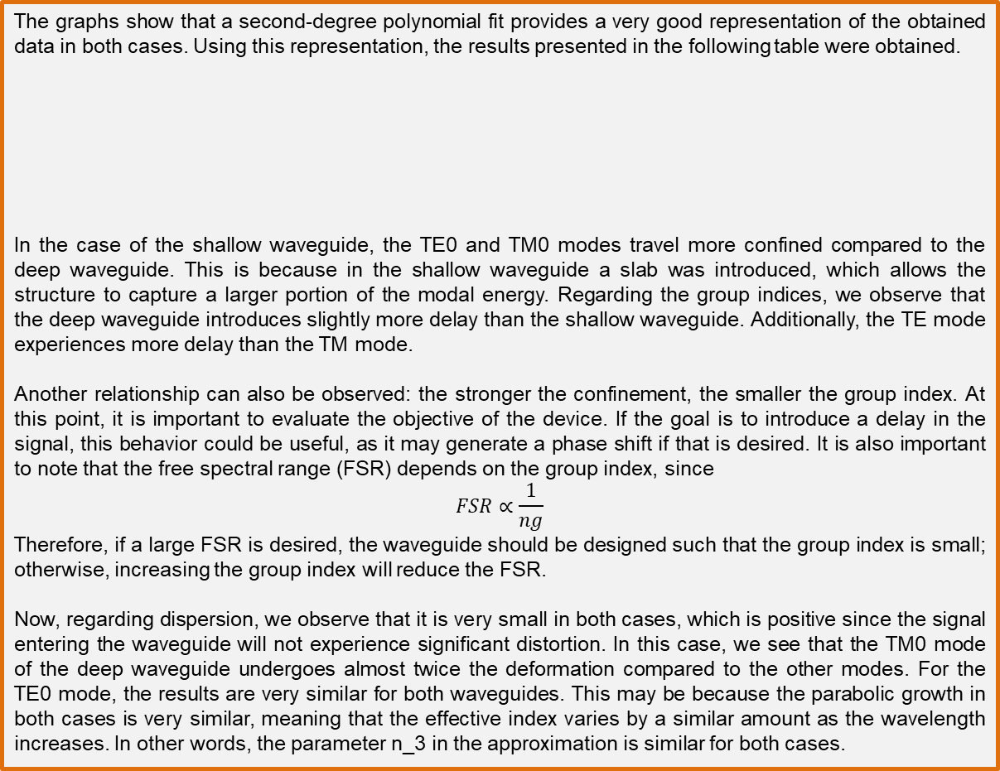 The graphs show that a second-degree polynomial fit provides a very good representation of the obtained
data in both cases. Using this representation, the results presented in the following table were obtained.
In the case of the shallow waveguide, the TE0 and TM0 modes travel more confined compared to the
deep waveguide. This is because in the shallow waveguide a slab was introduced, which allows the
structure to capture a larger portion of the modal energy. Regarding the group indices, we observe that
the deep waveguide introduces slightly more delay than the shallow waveguide. Additionally, the TE mode
experiences more delay than the TM mode.
Another relationship can also be observed: the stronger the confinement, the smaller the group index. At
this point, it is important to evaluate the objective of the device. If the goal is to introduce a delay in the
signal, this behavior could be useful, as it may generate a phase shift if that is desired. It is also important
to note that the free spectral range (FSR) depends on the group index, since
FSR ∝ 1/ng
Therefore, if a large FSR is desired, the waveguide should be designed such that the group index is small;
otherwise, increasing the group index will reduce the FSR.
Now, regarding dispersion, we observe that it is very small in both cases, which is positive since the signal
entering the waveguide will not experience significant distortion. In this case, we see that the TM0 mode
of the deep waveguide undergoes almost twice the deformation compared to the other modes. For the
TE0 mode, the results are very similar for both waveguides. This may be because the parabolic growth in
both cases is very similar, meaning that the effective index varies by a similar amount as the wavelength
increases. In other words, the parameter n_3 in the approximation is similar for both cases.